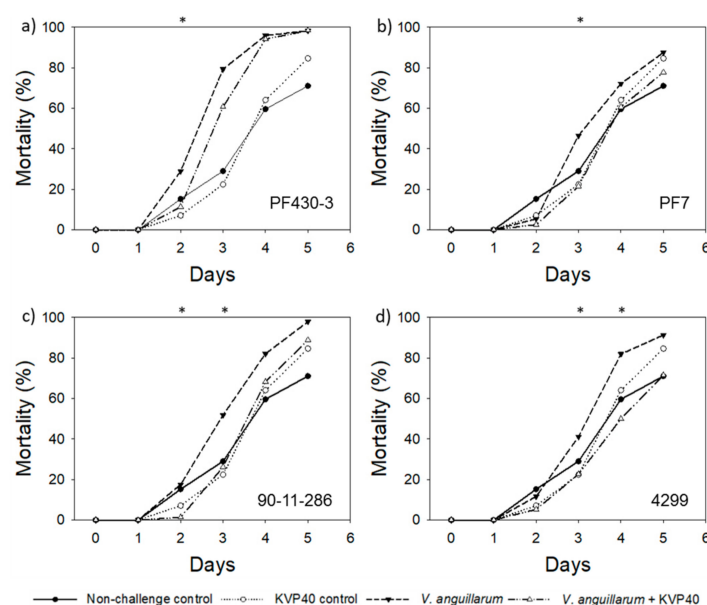 a)
*
Mortality (%)
100
80
60
40
20
0
PF430-3
0 1 2 3 4 5 6
Days
b)
*
Mortality (%)
100
80
60
40
20
0
PF7
0 1 2 3 4 5 6
Days
c)
* *
Mortality (%)
100
80
60
40
20
0
90-11-286
0 1 2 3 4 5 6
Days
d)
* *
Mortality (%)
100
80
60
40
20
0
4299
0 1 2 3 4 5 6
Days
Non-challenge control KVP40 control V. anguillarum V. anguillarum + KVP40